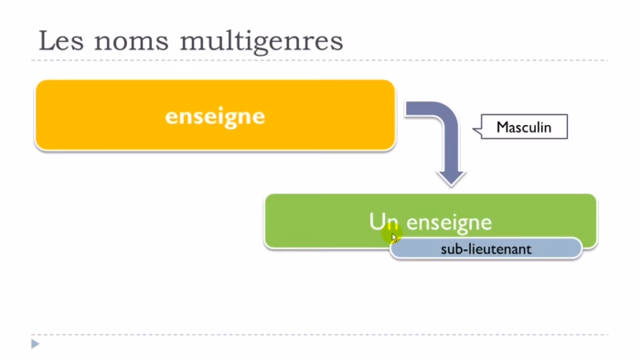 Les noms multigenres
enseigne
Masculin
Un enseigne
sub-lieutenant